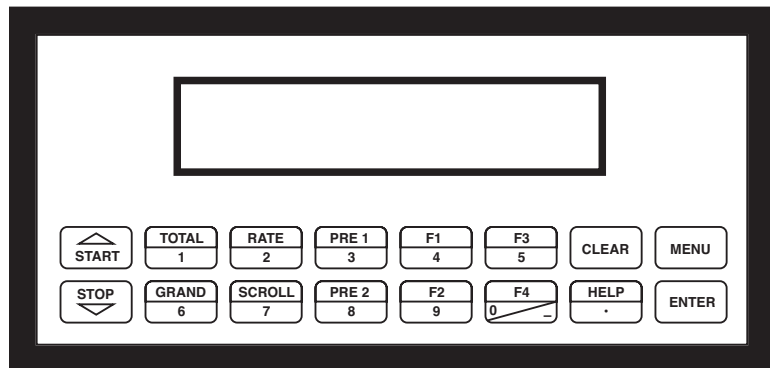 TOTAL RATE PRE 1 F1 F3
START 1 2 3 4 5 CLEAR MENU
STOP GRAND SCROLL PRE 2 F2 F4 HELP
6 7 8 9 0 – . ENTER